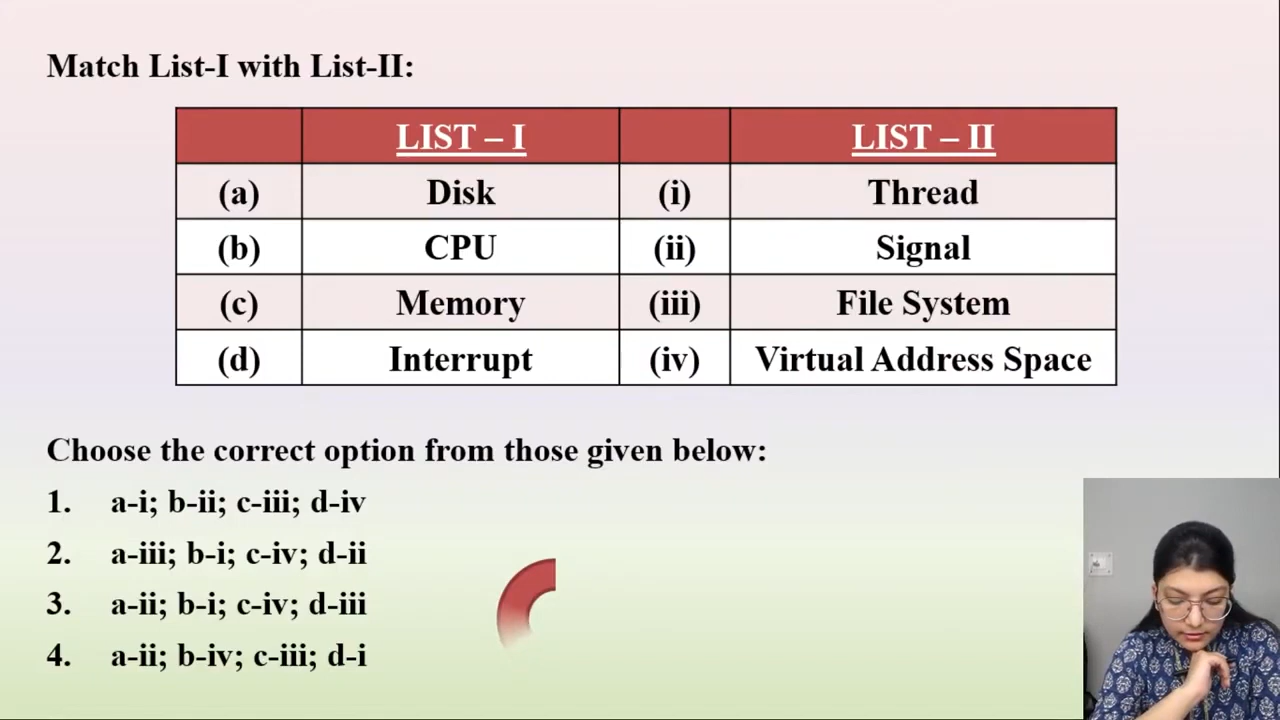 Match List-I with List-II:
LIST – I LIST – II
(a) Disk (i) Thread
(b) CPU (ii) Signal
(c) Memory (iii) File System
(d) Interrupt (iv) Virtual Address Space
Choose the correct option from those given below:
1. a-i; b-ii; c-iii; d-iv
2. a-iii; b-i; c-iv; d-ii
3. a-ii; b-i; c-iv; d-iii
4. a-ii; b-iv; c-iii; d-i